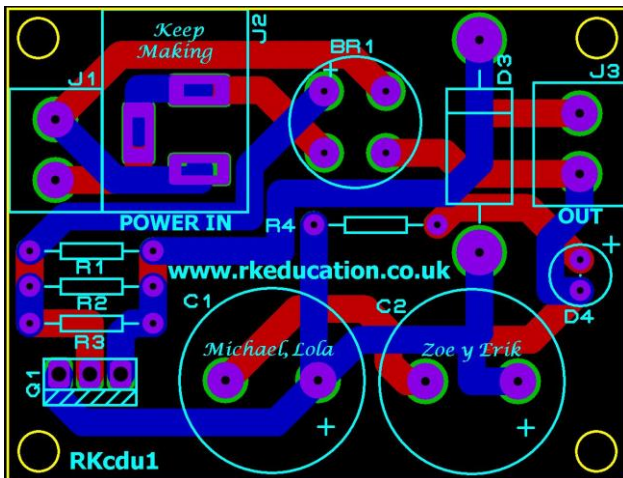 Keep
Making
J2
BR1
+
D3
J1
J3
POWER IN
R4
OUT
+
R1
www.rkeducation.co.uk
R2
C1
C2
D4
R3
Michael, Lola
Zoe y Erik
Q1
+
+
RKcdu1